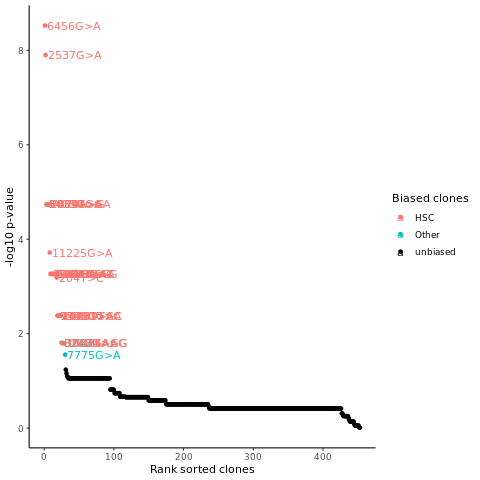 6456G>A
2537G>A
11225G>A
2047T>C
7775G>A
-log10 p-value
8
6
4
2
0
0
100
200
300
400
Rank sorted clones
Biased clones
HSC
Other
unbiased